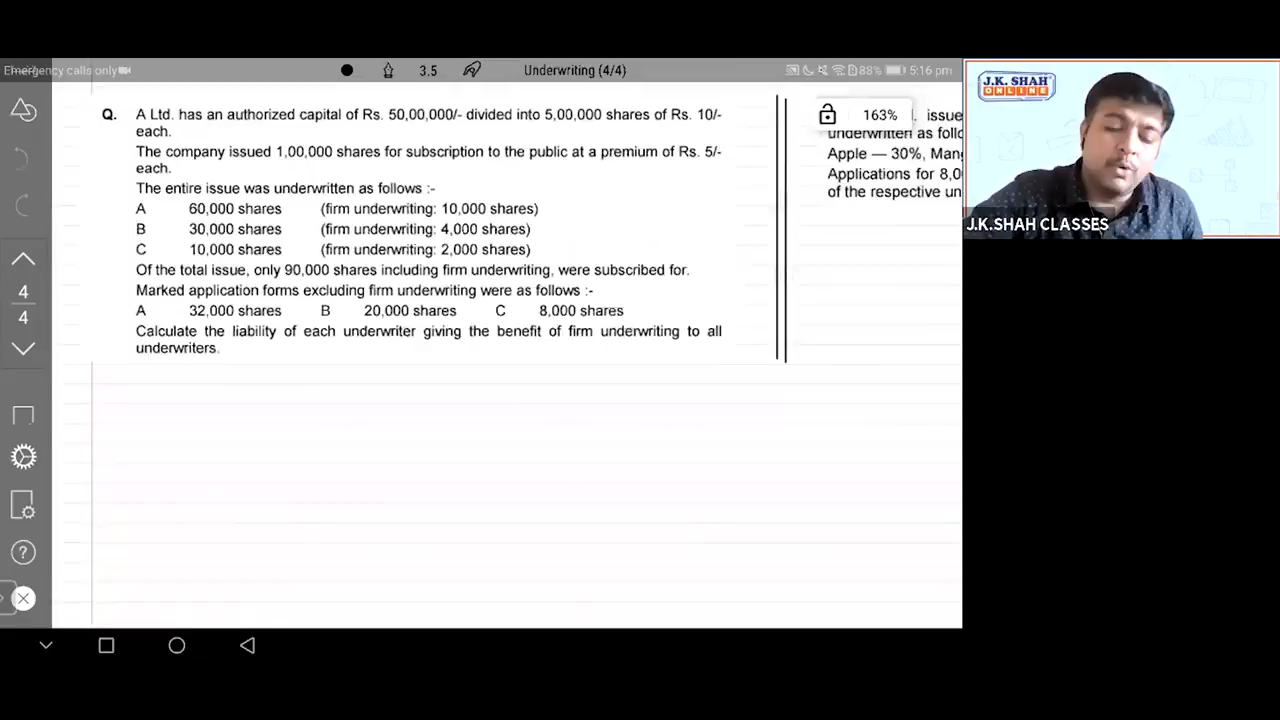 Emergency calls only
3.5
Underwriting (4/4)
88%
5:16 pm
J.K. SHAH
ONLINE
163%
Q. A Ltd. has an authorized capital of Rs. 50,00,000/- divided into 5,00,000 shares of Rs. 10/-
each.
The company issued 1,00,000 shares for subscription to the public at a premium of Rs. 5/-
each.
The entire issue was underwritten as follows :-
A 60,000 shares (firm underwriting: 10,000 shares)
B 30,000 shares (firm underwriting: 4,000 shares)
C 10,000 shares (firm underwriting: 2,000 shares)
Of the total issue, only 90,000 shares including firm underwriting, were subscribed for.
Marked application forms excluding firm underwriting were as follows :-
A 32,000 shares B 20,000 shares C 8,000 shares
Calculate the liability of each underwriter giving the benefit of firm underwriting to all
underwriters.
issue
underwritten as follo
Apple — 30%, Man
Applications for 8,0
of the respective un
J.K.SHAH CLASSES
4
4